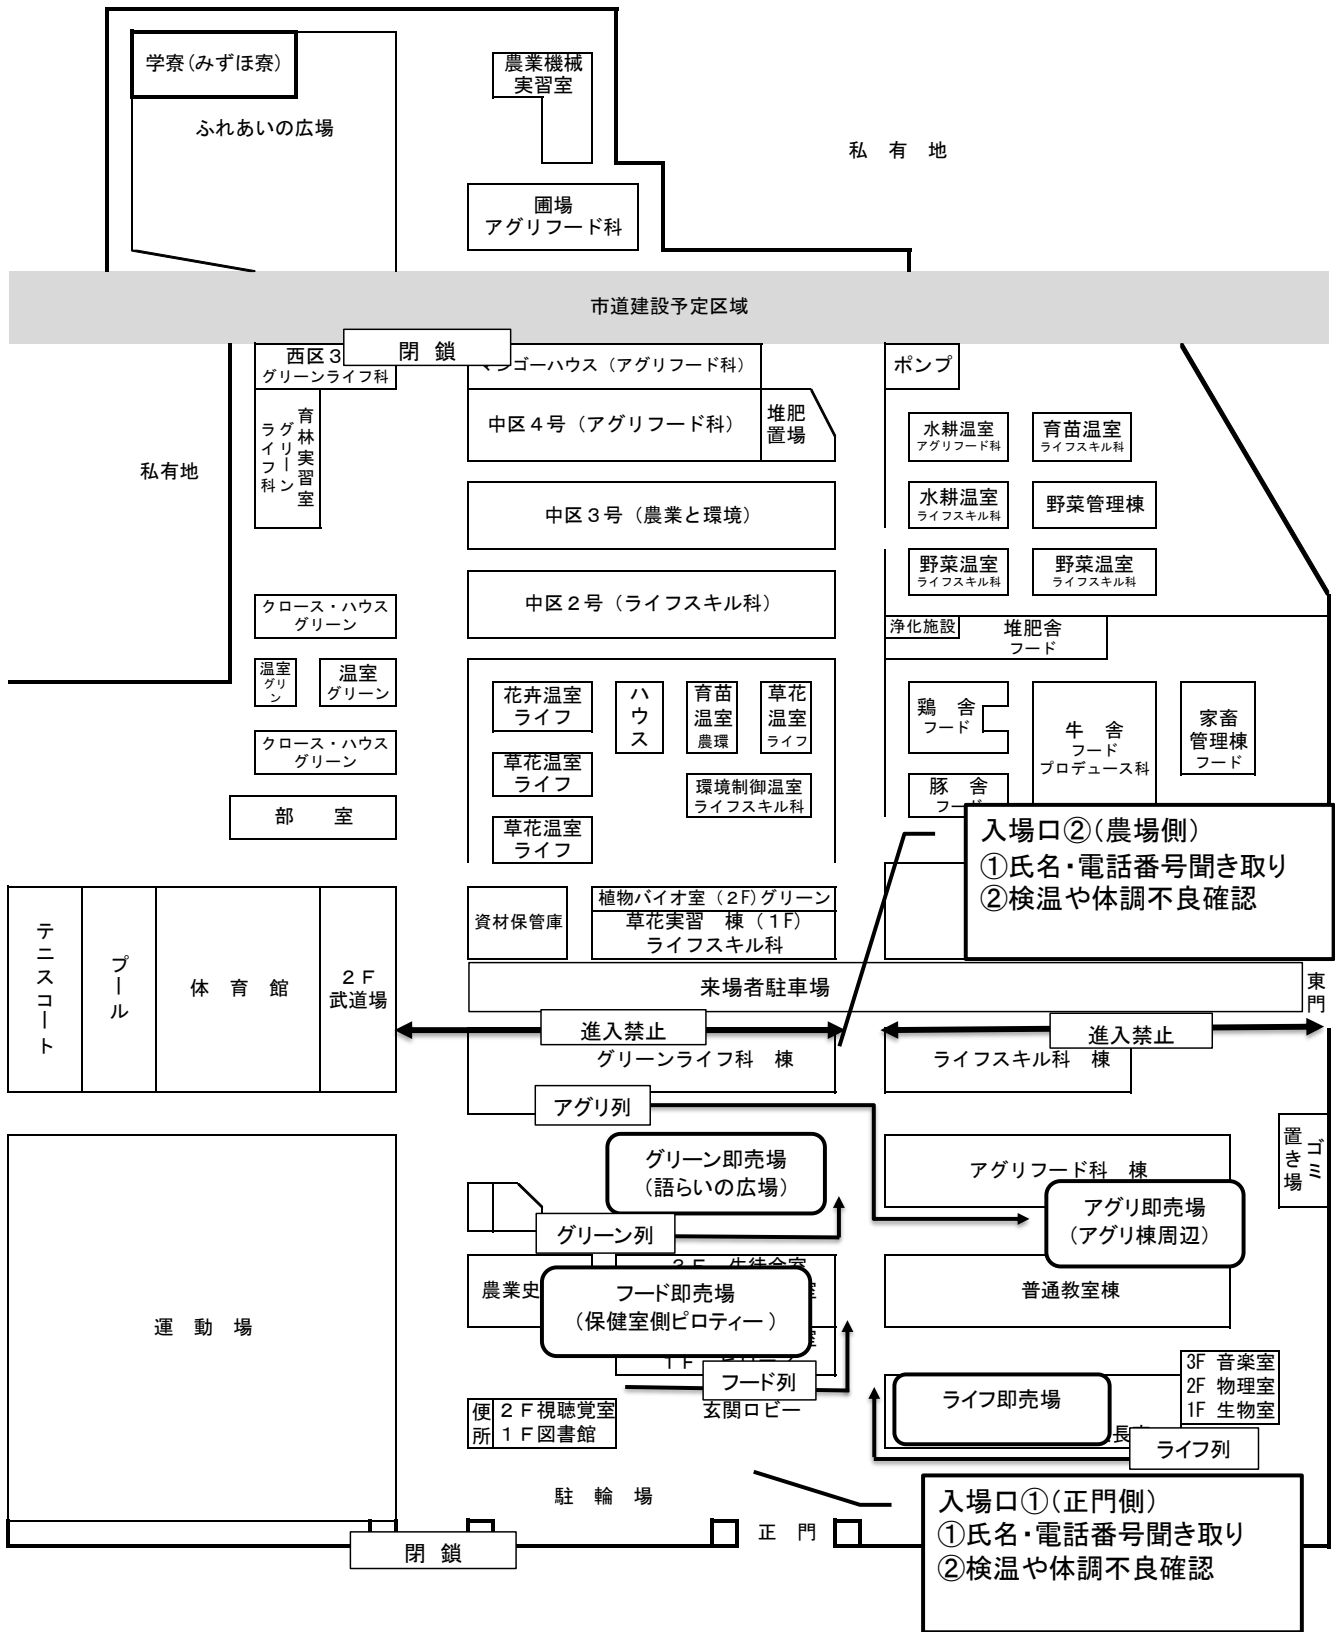 学寮(みずほ寮)
ふれあいの広場
農業機械
実習室
私　有　地
圃場
アグリフード科
市道建設予定区域
閉　鎖
西区３
グリーンライフ科
ゴーハウス（アグリフード科）
ポンプ
育林実習室
グリーン
ライフ科
中区４号（アグリフード科）
堆肥
置場
水耕温室
アグリフード科
育苗温室
ライフスキル科
私有地
中区３号（農業と環境）
水耕温室
ライフスキル科
野菜管理棟
野菜温室
ライフスキル科
野菜温室
ライフスキル科
クロース・ハウス
グリーン
中区２号（ライフスキル科）
浄化施設
堆肥舎
フード
温室
グリ
ン
温室
グリーン
花卉温室
ライフ
ハウス
育苗
温室
農環
草花
温室
ライフ
鶏　舎
フード
牛　舎
フード
プロデュース科
家畜
管理棟
フード
クロース・ハウス
グリーン
草花温室
ライフ
環境制御温室
ライフスキル科
豚　舎
フード
部　　室
草花温室
ライフ
入場口②(農場側)
①氏名・電話番号聞き取り
②検温や体調不良確認
テニスコート
プール
体　育　館
２Ｆ
武道場
資材保管庫
植物バイオ室（２F)グリーン
草花実習　棟（１F)
ライフスキル科
来場者駐車場
東門
進入禁止
進入禁止
グリーンライフ科　棟
ライフスキル科　棟
アグリ列
グリーン即売場
（語らいの広場）
アグリフード科　棟
ゴミ
置き場
アグリ即売場
（アグリ棟周辺）
グリーン列
３Ｆ　生徒会室
農業史
室
フード即売場
（保健室側ピロティー）
普通教室棟
運　動　場
室
フード列
玄関ロビー
ライフ即売場
3F 音楽室
2F 物理室
1F 生物室
便所
２Ｆ視聴覚室
１Ｆ図書館
長
ライフ列
駐　輪　場
正　門
閉　鎖
入場口①(正門側)
①氏名・電話番号聞き取り
②検温や体調不良確認